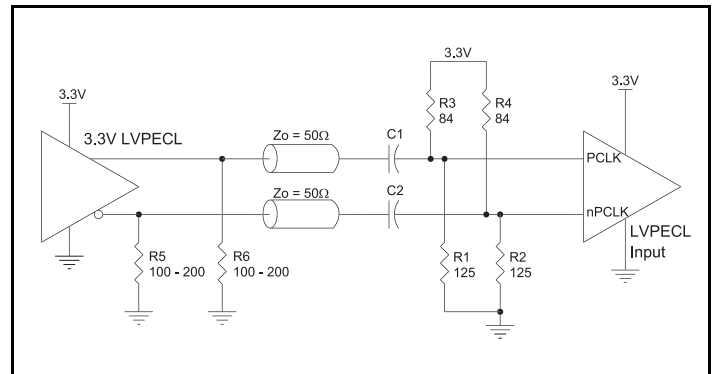 3.3V
3.3V LVPECL
Zo = 50Ω
C1
3.3V
R3
84
R4
84
3.3V
PCLK
Zo = 50Ω
C2
nPCLK
LVPECL
Input
R5
100 - 200
R6
100 - 200
R1
125
R2
125